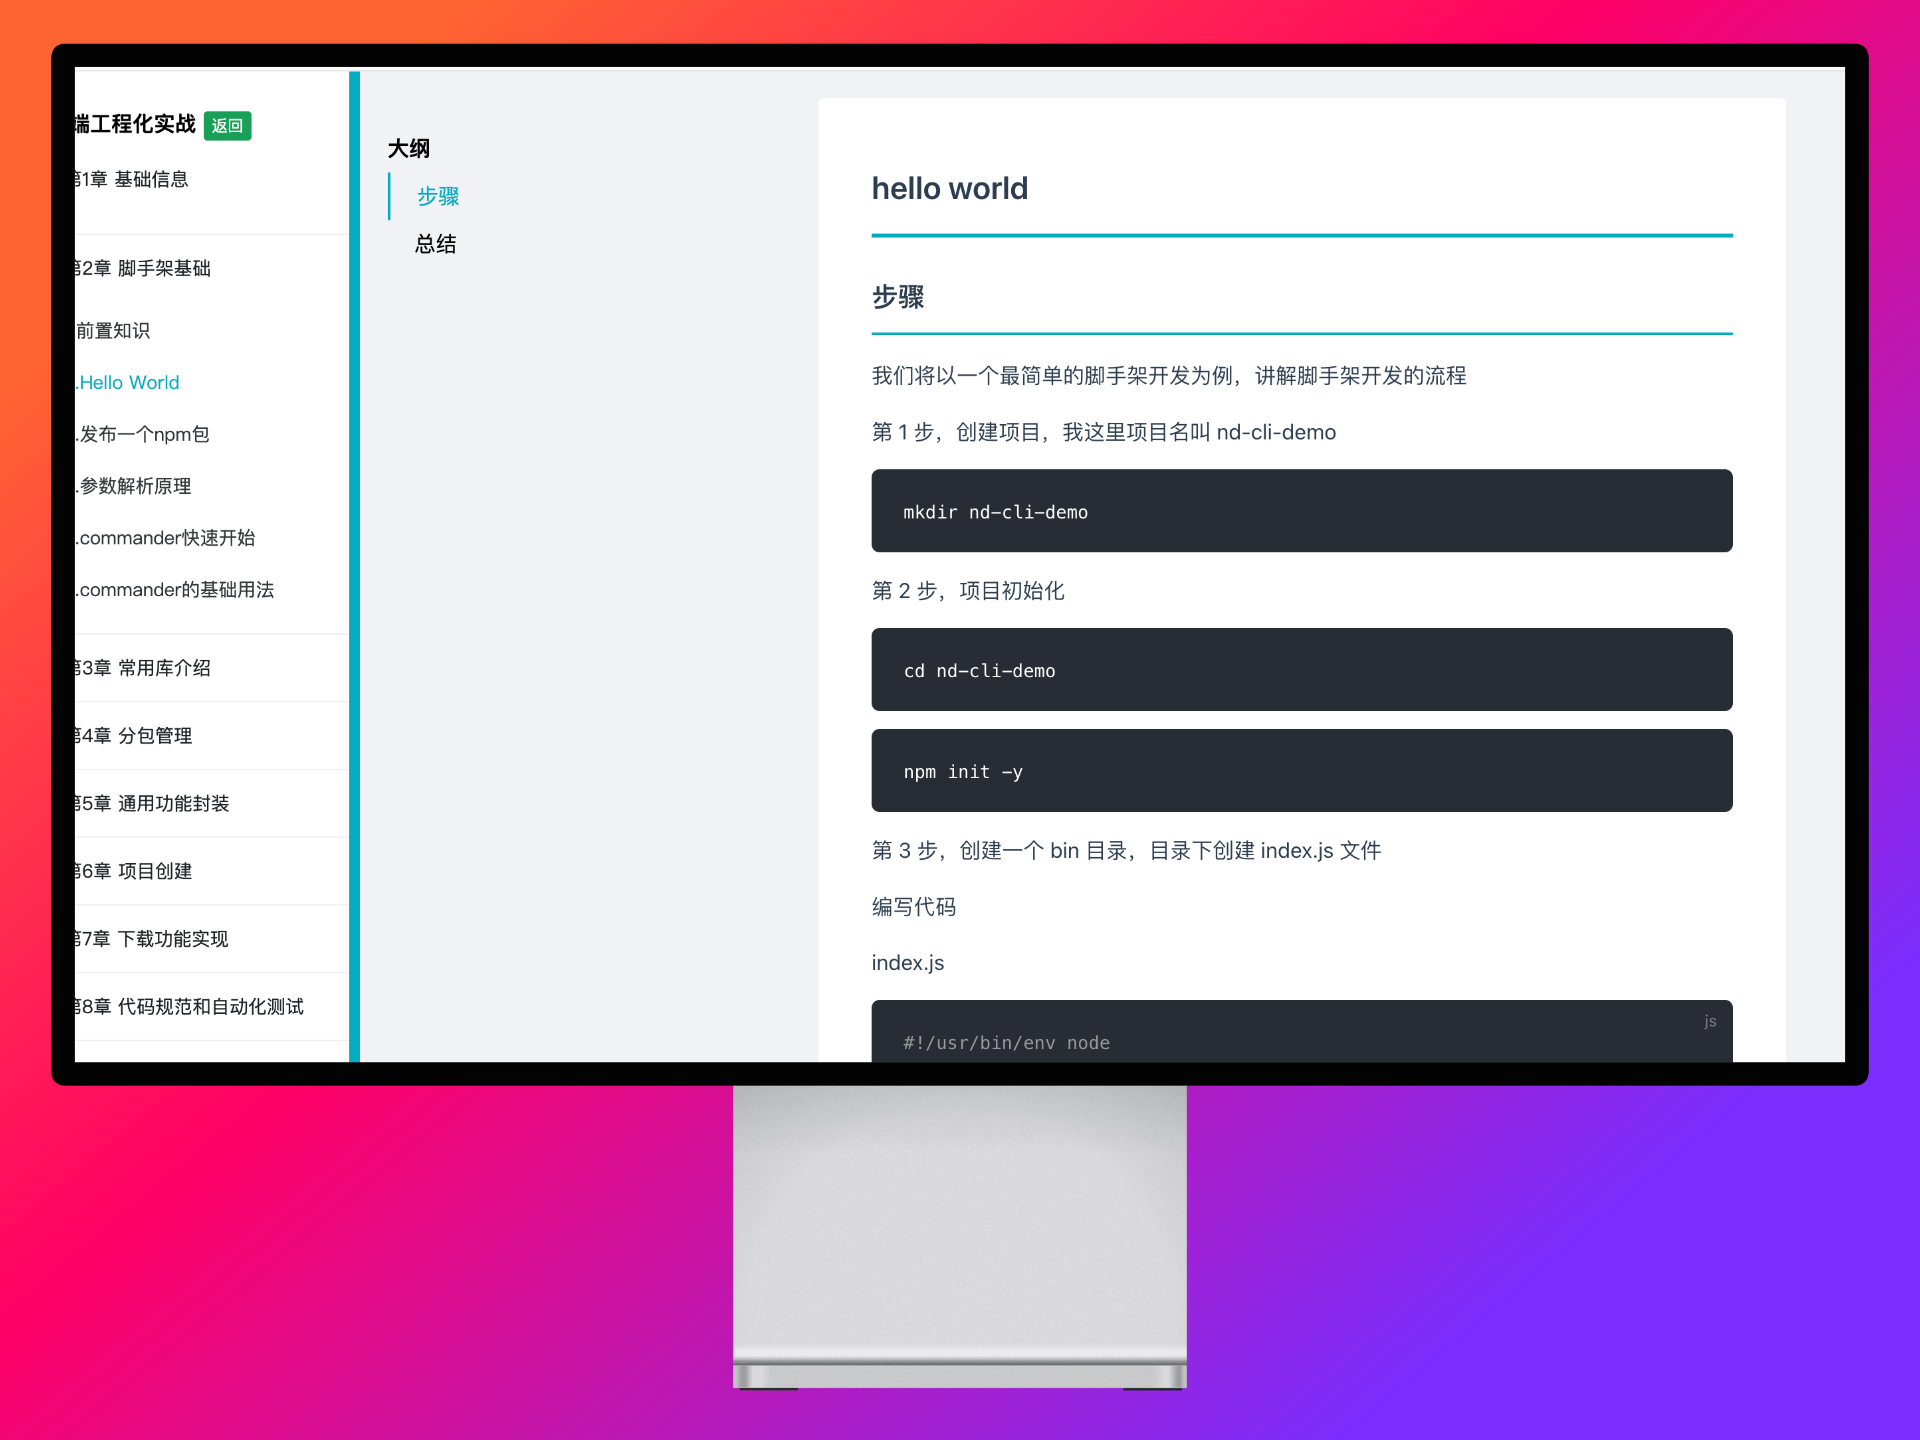 端工程化实战 返回
第1章 基础信息
第2章 脚手架基础
前置知识
.Hello World
.发布一个npm包
.参数解析原理
.commander快速开始
.commander的基础用法
第3章 常用库介绍
第4章 分包管理
第5章 通用功能封装
第6章 项目创建
第7章 下载功能实现
第8章 代码规范和自动化测试
大纲
步骤
总结
hello world
步骤
我们将以一个最简单的脚手架开发为例，讲解脚手架开发的流程
第 1 步，创建项目，我这里项目名叫 nd-cli-demo
mkdir nd-cli-demo
第 2 步，项目初始化
cd nd-cli-demo
npm init -y
第 3 步，创建一个 bin 目录，目录下创建 index.js 文件
编写代码
index.js
js
#!/usr/bin/env node